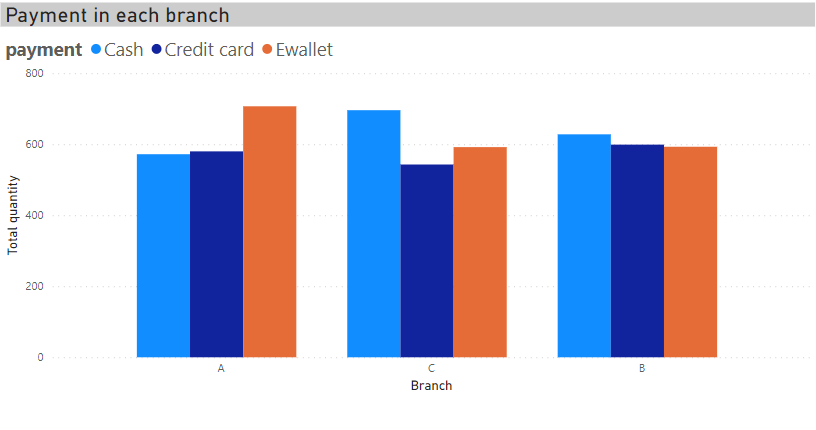 Payment in each branch
payment Cash Credit card Ewallet
800
600
400
200
0
Total quantity
A C B
Branch